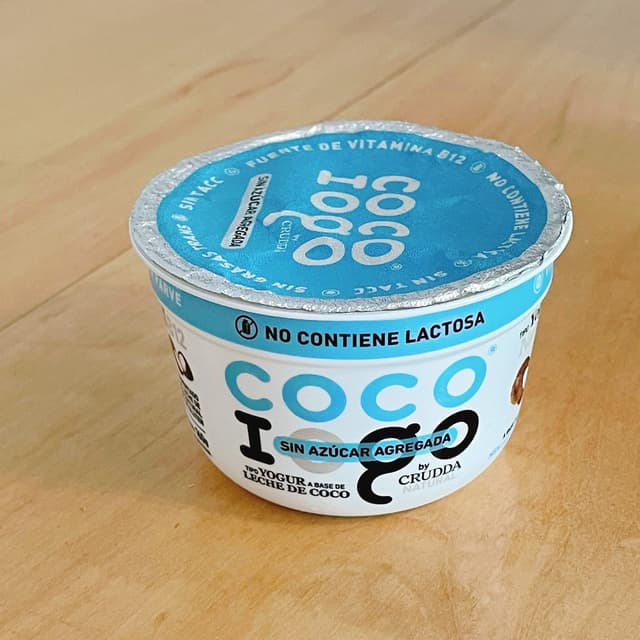 FUENTE DE VITAMINA B12
NO CONTIENE LACTOSA
SIN TACC
SIN GRASAS TRANS
SIN TACC
COCO
Iogo
SIN AZÚCAR AGREGADA
by
CRUDDA
NO CONTIENE LACTOSA
COCO
Iogo
SIN AZÚCAR AGREGADA
TIPO YOGUR A BASE DE
LECHE DE COCO
by
CRUDDA
NATURAL